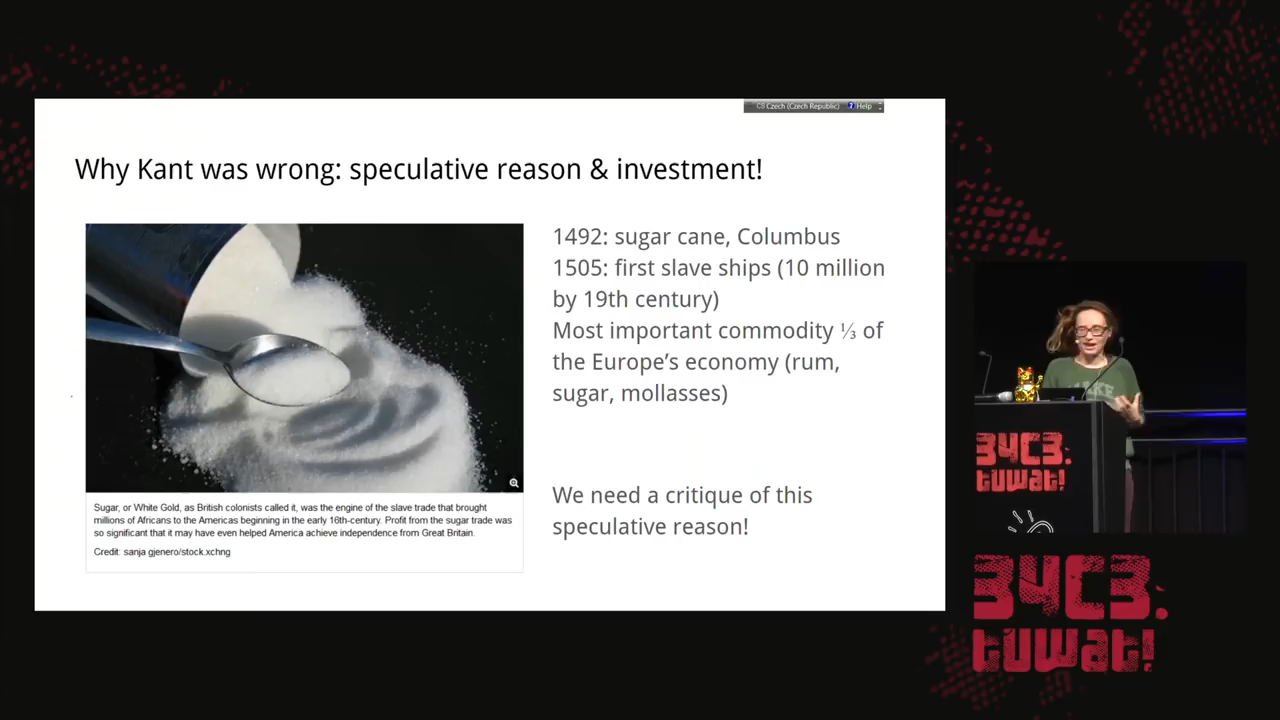 CS Czech (Czech Republic) ? Help
Why Kant was wrong: speculative reason & investment!
1492: sugar cane, Columbus
1505: first slave ships (10 million
by 19th century)
Most important commodity ⅓ of
the Europe's economy (rum,
sugar, mollasses)
We need a critique of this
speculative reason!
Sugar, or White Gold, as British colonists called it, was the engine of the slave trade that brought
millions of Africans to the Americas beginning in the early 16th-century. Profit from the sugar trade was
so significant that it may have even helped America achieve independence from Great Britain.
Credit: sanja gjenero/stock.xchng
34C3.
tuwat!
34C3.
tuwat!